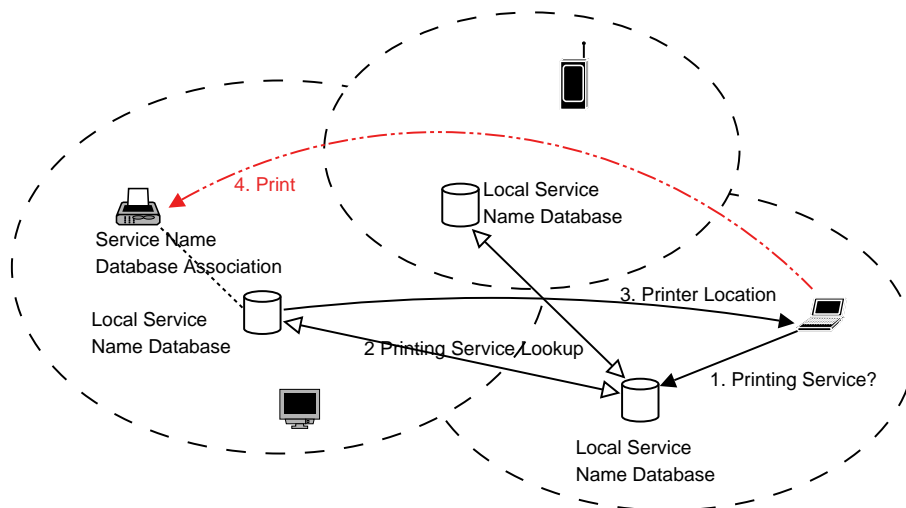 4. Print
Local Service
Name Database
Service Name
Database Association
3. Printer Location
Local Service
Name Database
2 Printing Service Lookup
1. Printing Service?
Local Service
Name Database